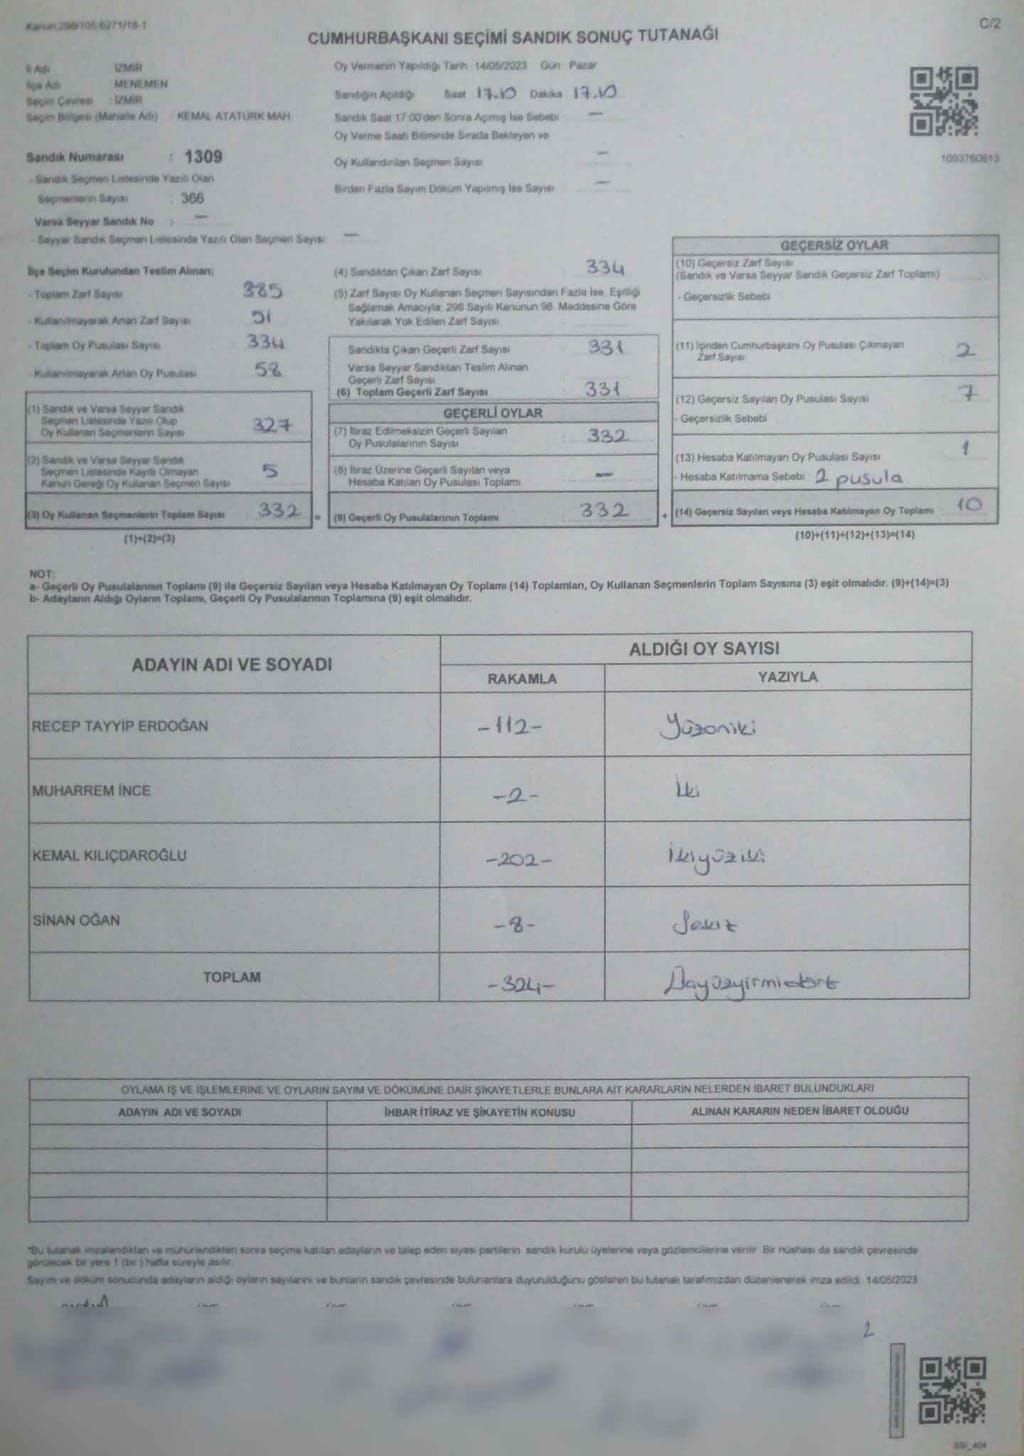 Kanun:298/105;6271/18-1
C/2
CUMHURBAŞKANI SEÇİMİ SANDIK SONUÇ TUTANAĞI
İl Adı : İZMİR
İlçe Adı : MENEMEN
Seçim Çevresi : İZMİR
Seçim Bölgesi (Mahalle Adı) : KEMAL ATATÜRK MAH
Sandık Numarası : 1309
- Sandık Seçmen Listesinde Yazılı Olan
Seçmenlerin Sayısı : 366
Varsa Seyyar Sandık No : —
- Seyyar Sandık Seçmen Listesinde Yazılı Olan Seçmen Sayısı : —
Oy Vermenin Yapıldığı Tarih 14/05/2023 Gün Pazar
Sandığın Açıldığı Saat 17.10 Dakika 17.10
Sandık Saat 17:00'den Sonra Açılmış İse Sebebi —
Oy Verme Saati Bitiminde Sırada Bekleyen ve
Oy Kullandırılan Seçmen Sayısı —
Birden Fazla Sayım Döküm Yapılmış İse Sayısı —
1093760813
İlçe Seçim Kurulundan Teslim Alınan;
- Toplam Zarf Sayısı 385
- Kullanılmayarak Artan Zarf Sayısı 51
- Toplam Oy Pusulası Sayısı 334
- Kullanılmayarak Artan Oy Pusulası 58
(1) Sandık ve Varsa Seyyar Sandık
Seçmen Listesinde Yazılı Olup
Oy Kullanan Seçmenlerin Sayısı 327
(2) Sandık ve Varsa Seyyar Sandık
Seçmen Listesinde Kayıtlı Olmayan
Kanun Gereği Oy Kullanan Seçmen Sayısı 5
(3) Oy Kullanan Seçmenlerin Toplam Sayısı 332 =
(1)+(2)=(3)
(4) Sandıktan Çıkan Zarf Sayısı 334
(5) Zarf Sayısı Oy Kullanan Seçmen Sayısından Fazla İse, Eşitliği
Sağlamak Amacıyla, 298 Sayılı Kanunun 98. Maddesine Göre
Yakılarak Yok Edilen Zarf Sayısı
Sandıkta Çıkan Geçerli Zarf Sayısı 331
Varsa Seyyar Sandıktan Teslim Alınan
Geçerli Zarf Sayısı
(6) Toplam Geçerli Zarf Sayısı 331
GEÇERLİ OYLAR
(7) İtiraz Edilmeksizin Geçerli Sayılan
Oy Pusulalarının Sayısı 332
(8) İtiraz Üzerine Geçerli Sayılan veya
Hesaba Katılan Oy Pusulası Toplamı —
(9) Geçerli Oy Pusulalarının Toplamı 332 +
GEÇERSİZ OYLAR
(10) Geçersiz Zarf Sayısı
(Sandık ve Varsa Seyyar Sandık Geçersiz Zarf Toplamı)
- Geçersizlik Sebebi
(11) İçinden Cumhurbaşkanı Oy Pusulası Çıkmayan
Zarf Sayısı 2
(12) Geçersiz Sayılan Oy Pusulası Sayısı 7
- Geçersizlik Sebebi
(13) Hesaba Katılmayan Oy Pusulası Sayısı 1
- Hesaba Katılmama Sebebi 2 pusula
(14) Geçersiz Sayılan veya Hesaba Katılmayan Oy Toplamı 10
(10)+(11)+(12)+(13)=(14)
NOT:
a- Geçerli Oy Pusulalarının Toplamı (9) ile Geçersiz Sayılan veya Hesaba Katılmayan Oy Toplamı (14) Toplamları, Oy Kullanan Seçmenlerin Toplam Sayısına (3) eşit olmalıdır. (9)+(14)=(3)
b- Adayların Aldığı Oyların Toplamı, Geçerli Oy Pusulalarının Toplamına (9) eşit olmalıdır.
ADAYIN ADI VE SOYADI
ALDIĞI OY SAYISI
RAKAMLA YAZIYLA
RECEP TAYYİP ERDOĞAN -112- Yüzoniki
MUHARREM İNCE -2- İki
KEMAL KILIÇDAROĞLU -202- İkiyüziki
SİNAN OĞAN -8- Sekiz
TOPLAM -324-
OYLAMA İŞ VE İŞLEMLERİNE VE OYLARIN SAYIM VE DÖKÜMÜNE DAİR ŞİKAYETLERLE BUNLARA AİT KARARLARIN NELERDEN İBARET BULUNDUKLARI
ADAYIN ADI VE SOYADI İHBAR İTİRAZ VE ŞİKAYETİN KONUSU ALINAN KARARIN NEDEN İBARET OLDUĞU
*Bu tutanak imzalandıktan ve mühürlendikten sonra seçime katılan adayların ve talep eden siyasi partilerin sandık kurulu üyelerine veya gözlemcilerine verilir. Bir nüshası da sandık çevresinde
görülecek bir yere 1 (bir) hafta süreyle asılır.
Sayım ve döküm sonucunda adayların aldığı oyların sayılarını ve bunların sandık çevresinde bulunanlara duyurulduğunu gösteren bu tutanak tarafımızdan düzenlenerek imza edildi. 14/05/2023
2